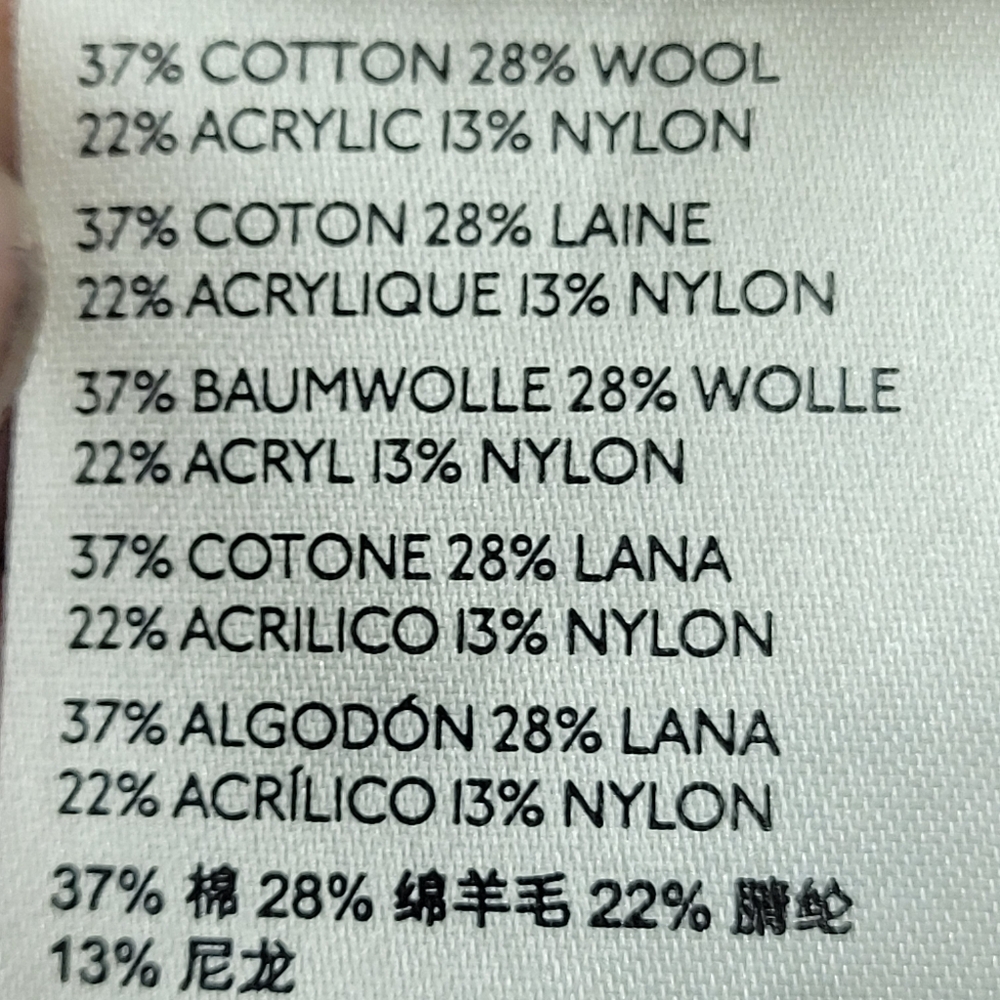 37% COTTON 28% WOOL
22% ACRYLIC 13% NYLON
37% COTON 28% LAINE
22% ACRYLIQUE 13% NYLON
37% BAUMWOLLE 28% WOLLE
22% ACRYL 13% NYLON
37% COTONE 28% LANA
22% ACRILICO 13% NYLON
37% ALGODÓN 28% LANA
22% ACRÍLICO 13% NYLON
37% 棉 28% 绵羊毛 22% 腈纶
13% 尼龙